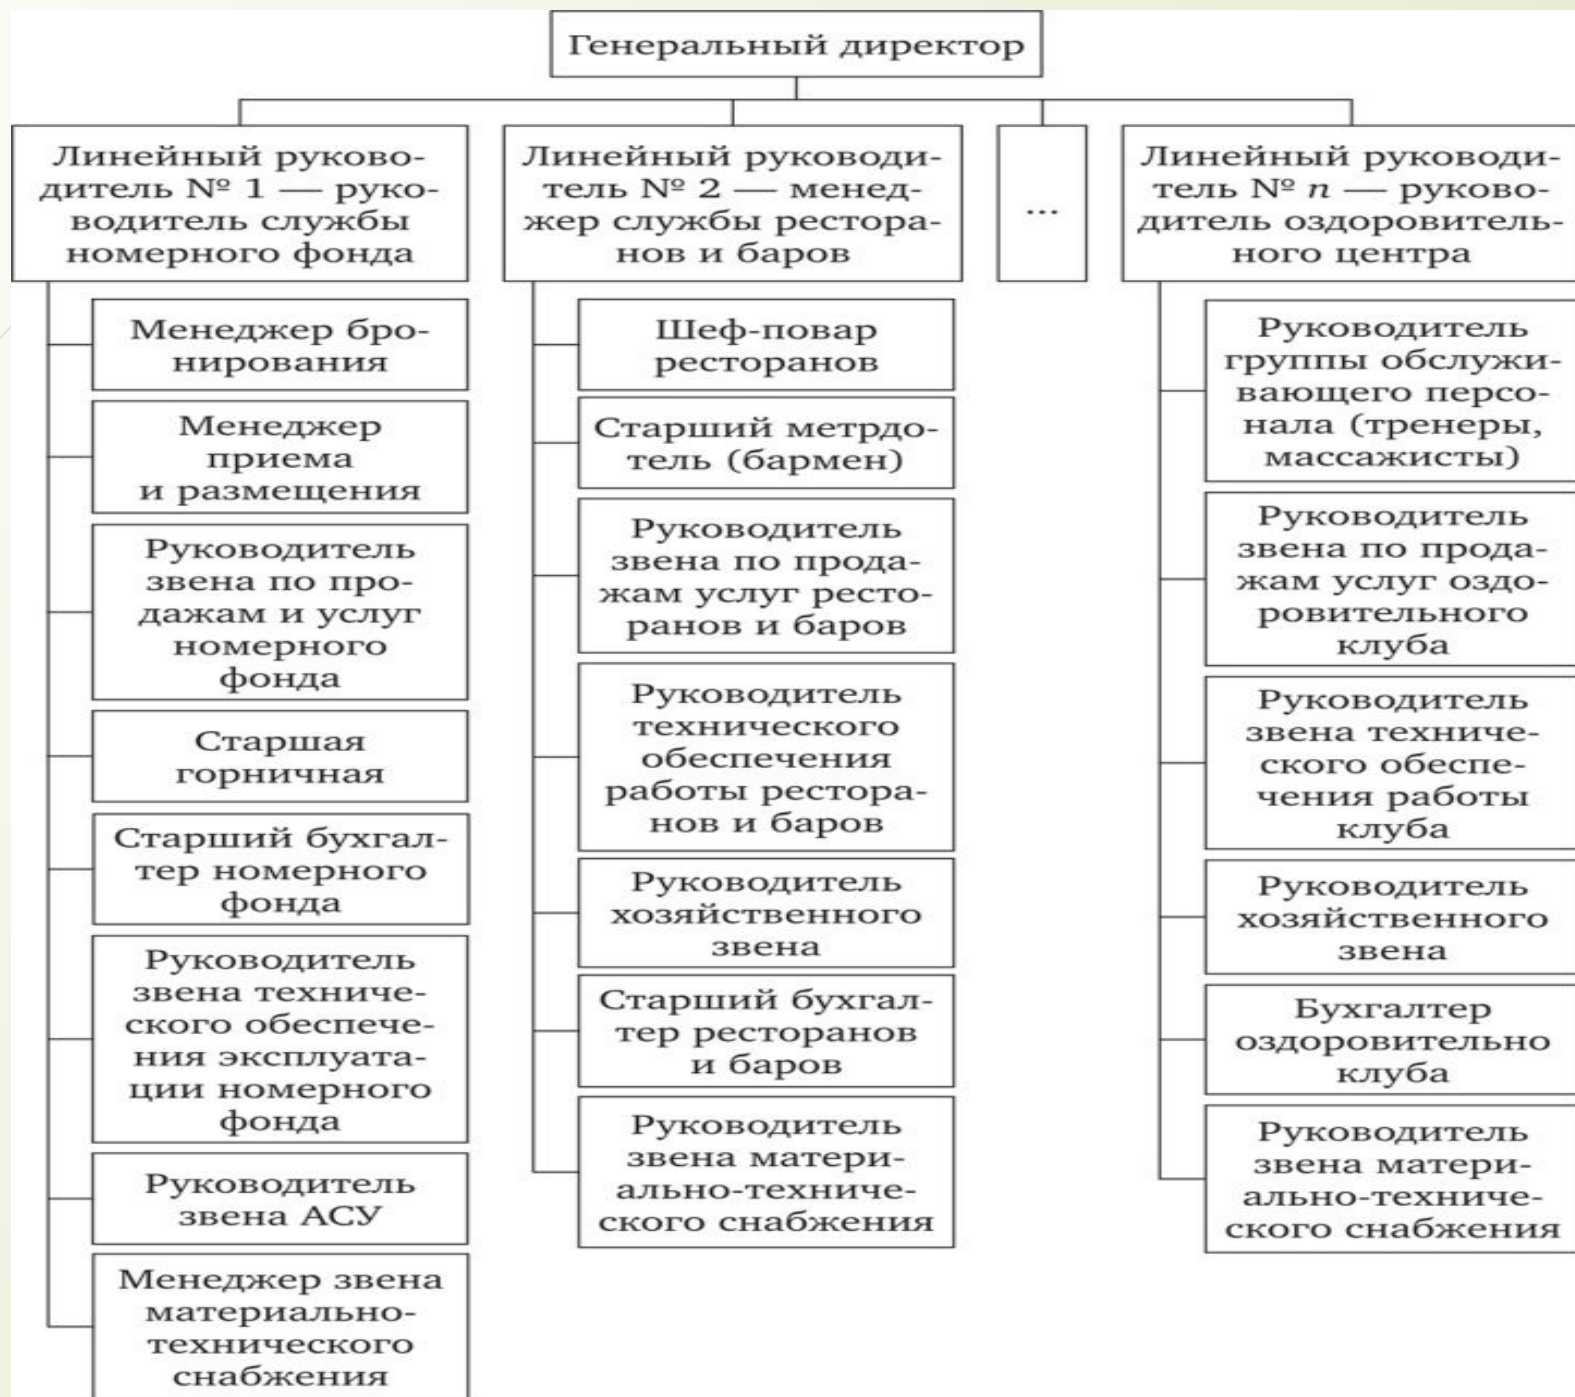 Генеральный директор
Линейный руково-
дитель № 1 — руко-
водитель службы
номерного фонда
Менеджер бро-
нирования
Менеджер
приема
и размещения
Руководитель
звена по про-
дажам и услуг
номерного
фонда
Старшая
горничная
Старший бухгал-
тер номерного
фонда
Руководитель
звена техниче-
ского обеспече-
ния эксплуата-
ции номерного
фонда
Руководитель
звена АСУ
Менеджер звена
материально-
технического
снабжения
Линейный руководи-
тель № 2 — менед-
жер службы рестора-
нов и баров
Шеф-повар
ресторанов
Старший метрдо-
тель (бармен)
Руководитель
звена по прода-
жам услуг ресто-
ранов и баров
Руководитель
технического
обеспечения
работы рестора-
нов и баров
Руководитель
хозяйственного
звена
Старший бухгал-
тер ресторанов
и баров
Руководитель
звена матери-
ально-техниче-
ского снабжения
...
Линейный руководи-
тель № n — руково-
дитель оздоровитель-
ного центра
Руководитель
группы обслужи-
вающего персо-
нала (тренеры,
массажисты)
Руководитель
звена по прода-
жам услуг оздо-
ровительного
клуба
Руководитель
звена техниче-
ского обеспе-
чения работы
клуба
Руководитель
хозяйственного
звена
Бухгалтер
оздоровительно
клуба
Руководитель
звена матери-
ально-техниче-
ского снабжения